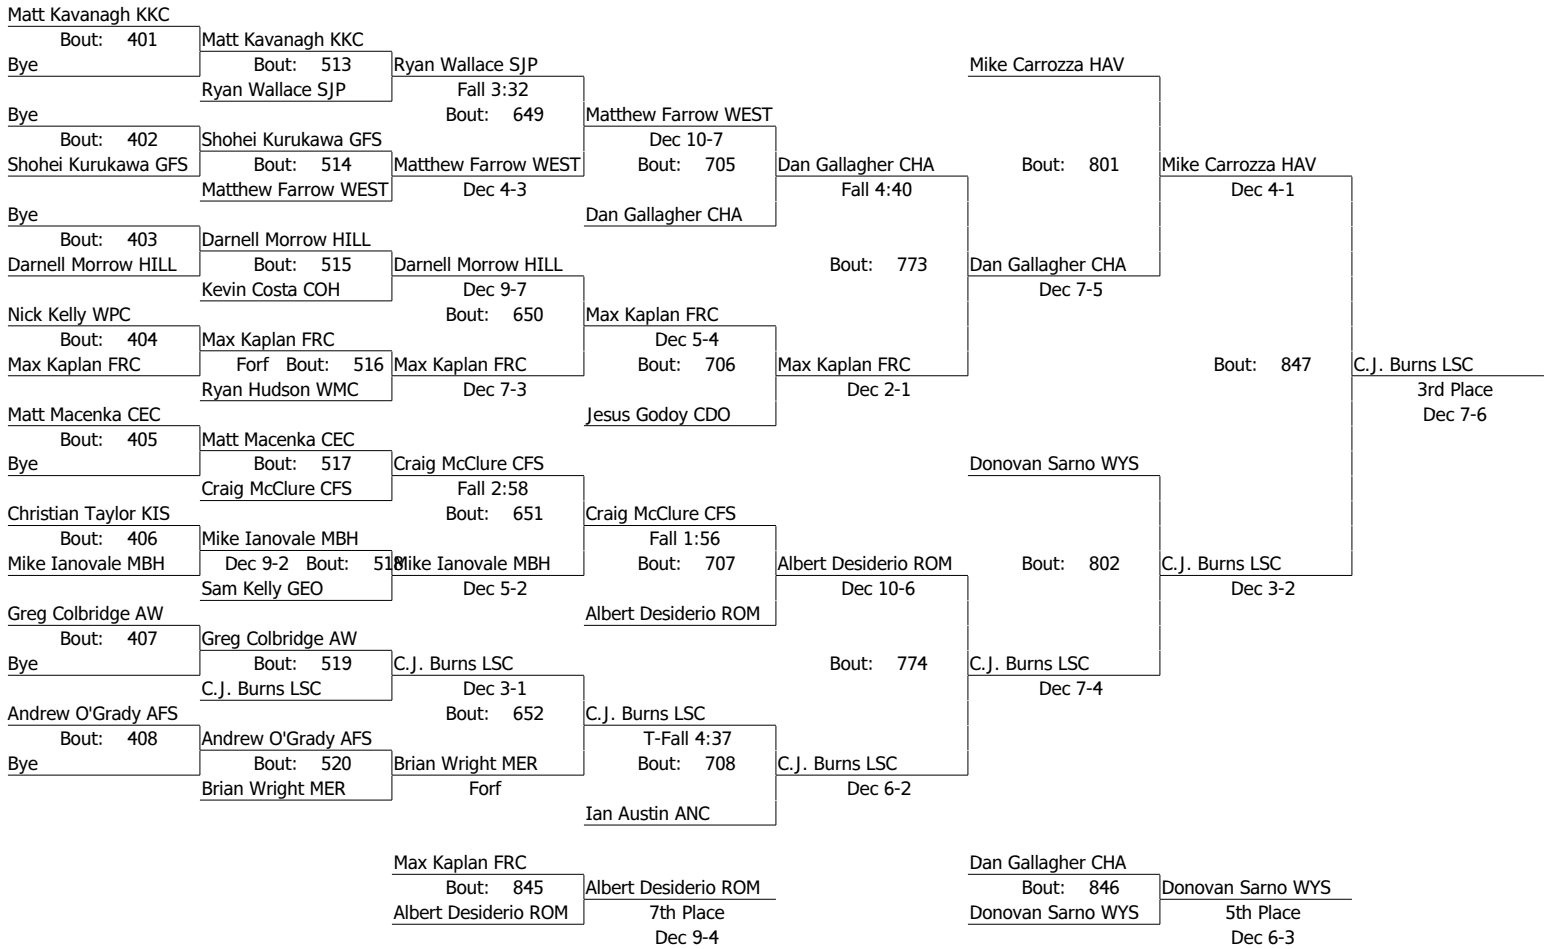 Matt Kavanagh KKC
Bout: 401 Matt Kavanagh KKC
Bye Bout: 513 Ryan Wallace SJP Mike Carrozza HAV
Ryan Wallace SJP Fall 3:32
Bye Bout: 649 Matthew Farrow WEST
Bout: 402 Shohei Kurukawa GFS Dec 10-7
Shohei Kurukawa GFS Bout: 514 Matthew Farrow WEST Bout: 705 Dan Gallagher CHA Bout: 801 Mike Carrozza HAV
Matthew Farrow WEST Dec 4-3 Fall 4:40 Dec 4-1
Bye Dan Gallagher CHA
Bout: 403 Darnell Morrow HILL
Darnell Morrow HILL Bout: 515 Darnell Morrow HILL Bout: 773 Dan Gallagher CHA
Kevin Costa COH Dec 9-7 Dec 7-5
Nick Kelly WPC Bout: 650 Max Kaplan FRC
Bout: 404 Max Kaplan FRC Dec 5-4
Max Kaplan FRC Forf Bout: 516 Max Kaplan FRC Bout: 706 Max Kaplan FRC Bout: 847 C.J. Burns LSC
Ryan Hudson WMC Dec 7-3 Dec 2-1 3rd Place
Matt Macenka CEC Jesus Godoy CDO Dec 7-6
Bout: 405 Matt Macenka CEC
Bye Bout: 517 Craig McClure CFS Donovan Sarno WYS
Craig McClure CFS Fall 2:58
Christian Taylor KIS Bout: 651 Craig McClure CFS
Bout: 406 Mike Ianovale MBH Fall 1:56
Mike Ianovale MBH Dec 9-2 Bout: 518 Mike Ianovale MBH Bout: 707 Albert Desiderio ROM Bout: 802 C.J. Burns LSC
Sam Kelly GEO Dec 5-2 Dec 10-6 Dec 3-2
Greg Colbridge AW Albert Desiderio ROM
Bout: 407 Greg Colbridge AW
Bye Bout: 519 C.J. Burns LSC Bout: 774 C.J. Burns LSC
C.J. Burns LSC Dec 3-1 Dec 7-4
Andrew O'Grady AFS Bout: 652 C.J. Burns LSC
Bout: 408 Andrew O'Grady AFS T-Fall 4:37
Bye Bout: 520 Brian Wright MER Bout: 708 C.J. Burns LSC
Brian Wright MER Forf Dec 6-2
Ian Austin ANC
Max Kaplan FRC Dan Gallagher CHA
Bout: 845 Albert Desiderio ROM Bout: 846 Donovan Sarno WYS
Albert Desiderio ROM 7th Place Donovan Sarno WYS 5th Place
Dec 9-4 Dec 6-3